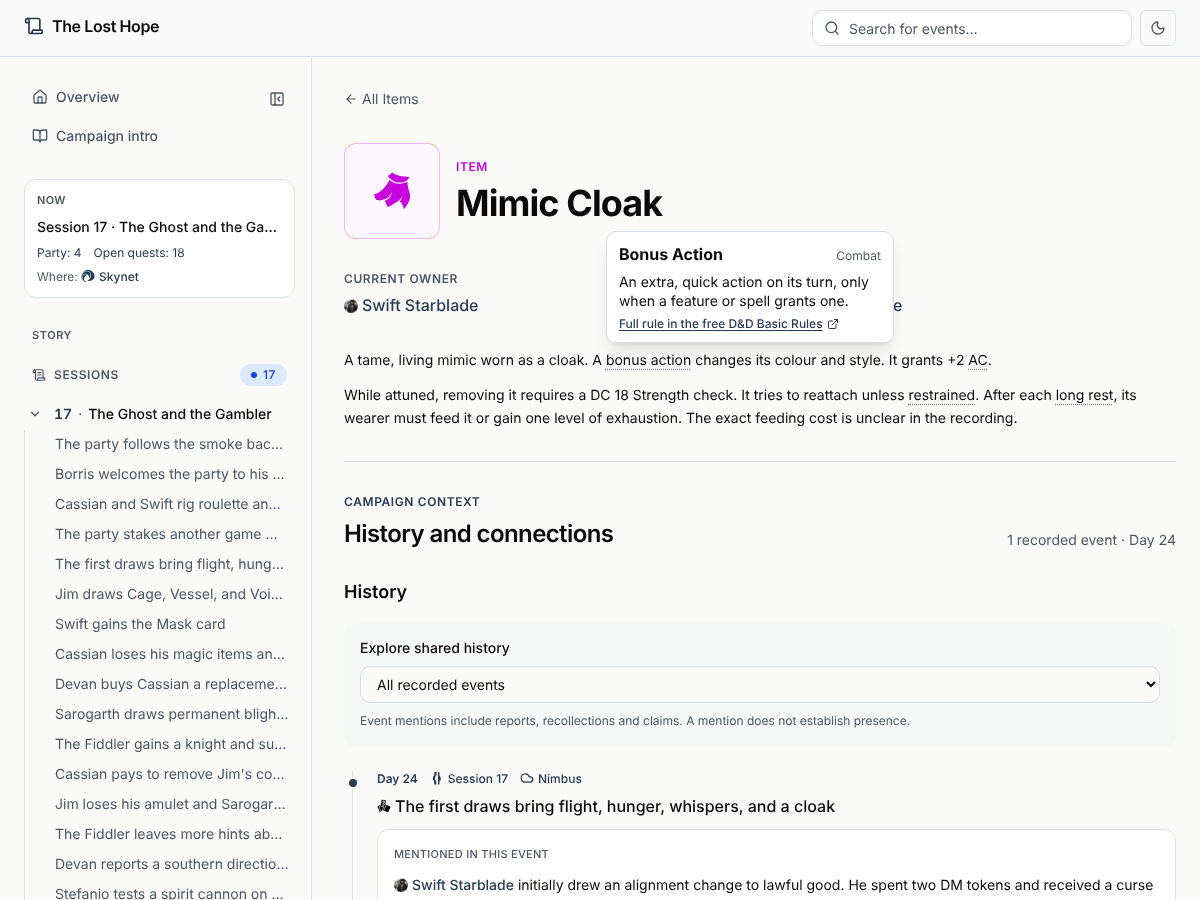 The Lost Hope
Search for events...
Overview
Campaign intro
NOW
Session 17 · The Ghost and the Ga...
Party: 4 Open quests: 18
Where: Skynet
STORY
SESSIONS
17
17 · The Ghost and the Gambler
The party follows the smoke bac...
Borris welcomes the party to his ...
Cassian and Swift rig roulette an...
The party stakes another game ...
The first draws bring flight, hung...
Jim draws Cage, Vessel, and Voi...
Swift gains the Mask card
Cassian loses his magic items an...
Devan buys Cassian a replaceme...
Sarogarth draws permanent bligh...
The Fiddler gains a knight and su...
Cassian pays to remove Jim's co...
Jim loses his amulet and Sarogar...
The Fiddler leaves more hints ab...
Devan reports a southern directio...
Stefanio tests a spirit cannon on ...
All Items
ITEM
Mimic Cloak
Bonus Action
Combat
An extra, quick action on its turn, only
when a feature or spell grants one.
Full rule in the free D&D Basic Rules
CURRENT OWNER
Swift Starblade
A tame, living mimic worn as a cloak. A bonus action changes its colour and style. It grants +2 AC.
While attuned, removing it requires a DC 18 Strength check. It tries to reattach unless restrained. After each long rest, its
wearer must feed it or gain one level of exhaustion. The exact feeding cost is unclear in the recording.
CAMPAIGN CONTEXT
History and connections
1 recorded event · Day 24
History
Explore shared history
All recorded events
Event mentions include reports, recollections and claims. A mention does not establish presence.
Day 24 Session 17 Nimbus
The first draws bring flight, hunger, whispers, and a cloak
MENTIONED IN THIS EVENT
Swift Starblade initially drew an alignment change to lawful good. He spent two DM tokens and received a curse